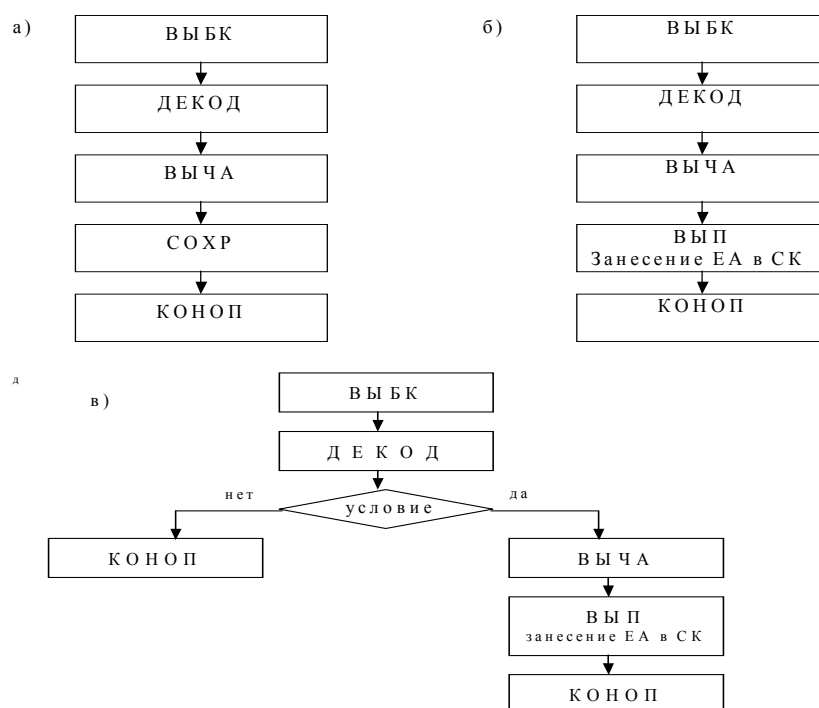 а)
ВЫБК
ДЕКОД
ВЫЧА
СОХР
КОНОП
б)
ВЫБК
ДЕКОД
ВЫЧА
ВЫП
Занесение ЕА в СК
КОНОП
д
в)
ВЫБК
ДЕКОД
нет
условие
да
КОНОП
ВЫЧА
ВЫП
занесение ЕА в СК
КОНОП